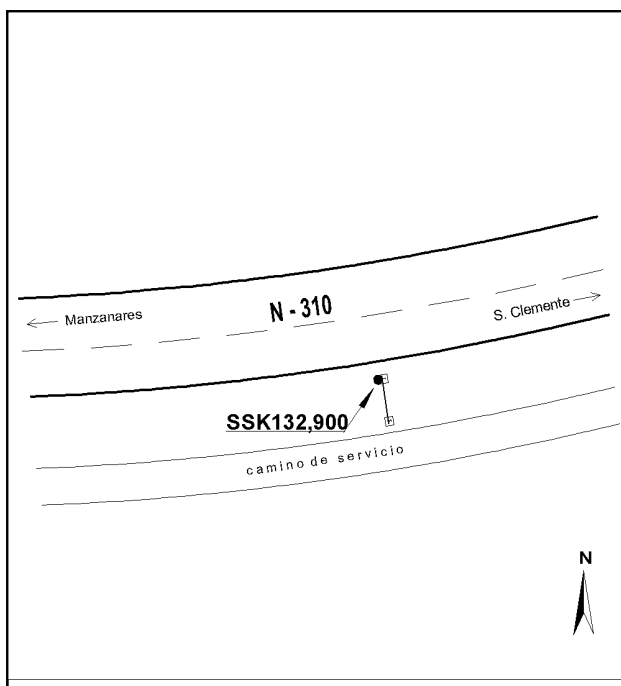 N - 310
Manzanares
S. Clemente
SSK132,900
camino de servicio
N